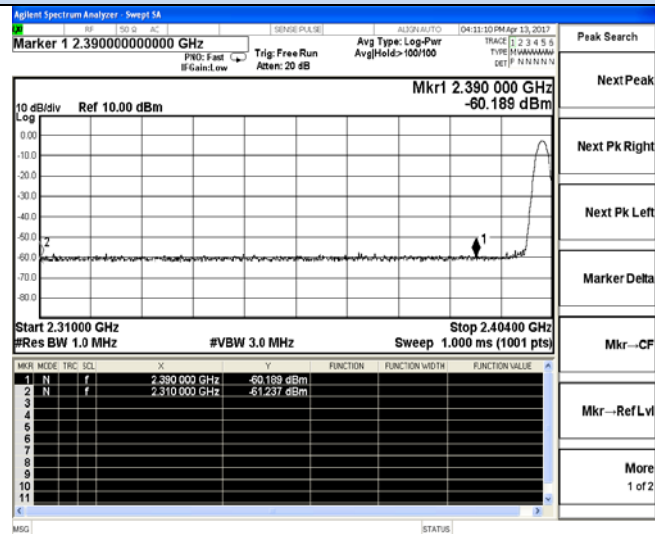 Agilent Spectrum Analyzer - Swept SA
RF 50 Ω AC SENSE:PULSE ALIGN AUTO 04:11:10 PM Apr 13, 2017
Marker 1 2.390000000000 GHz
PNO: Fast
IFGain:Low
Trig: Free Run
Atten: 20 dB
Avg Type: Log-Pwr
Avg|Hold:>100/100
TRACE 1 2 3 4 5 6
TYPE MWWWWW
DET P N N N N N
Peak Search
Mkr1 2.390 000 GHz
-60.189 dBm
10 dB/div Ref 10.00 dBm
Log
0.00
-10.0
-20.0
-30.0
-40.0
-50.0
-60.0
-70.0
-80.0
2
1
Start 2.31000 GHz Stop 2.40400 GHz
#Res BW 1.0 MHz #VBW 3.0 MHz Sweep 1.000 ms (1001 pts)
MKR MODE TRC SCL X Y FUNCTION FUNCTION WIDTH FUNCTION VALUE
1 N f 2.390 000 GHz -60.189 dBm
2 N f 2.310 000 GHz -61.237 dBm
3
4
5
6
7
8
9
10
11
MSG STATUS
Next Peak
Next Pk Right
Next Pk Left
Marker Delta
Mkr→CF
Mkr→Ref Lvl
More
1 of 2